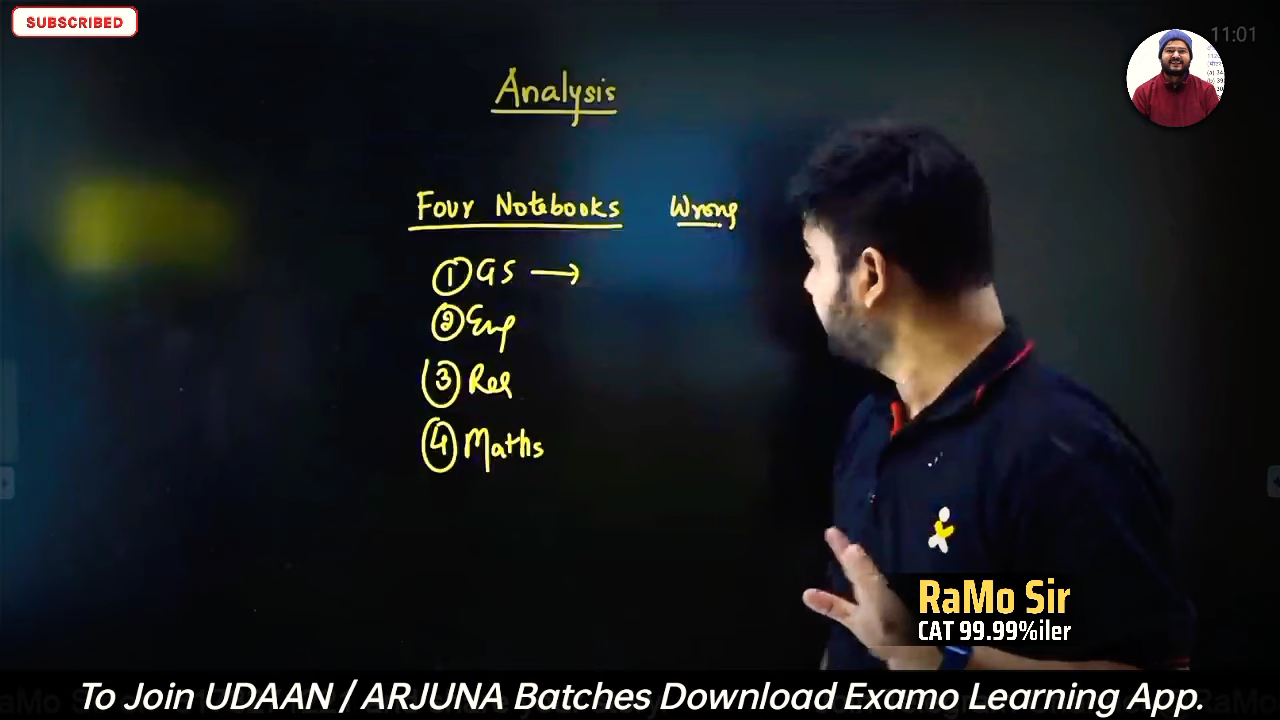 SUBSCRIBED
11:01
Analysis
Four Notebooks Wrong
① GS →
② Eng
③ Res
④ Maths
RaMo Sir
CAT 99.99%iler
To Join UDAAN / ARJUNA Batches Download Examo Learning App.